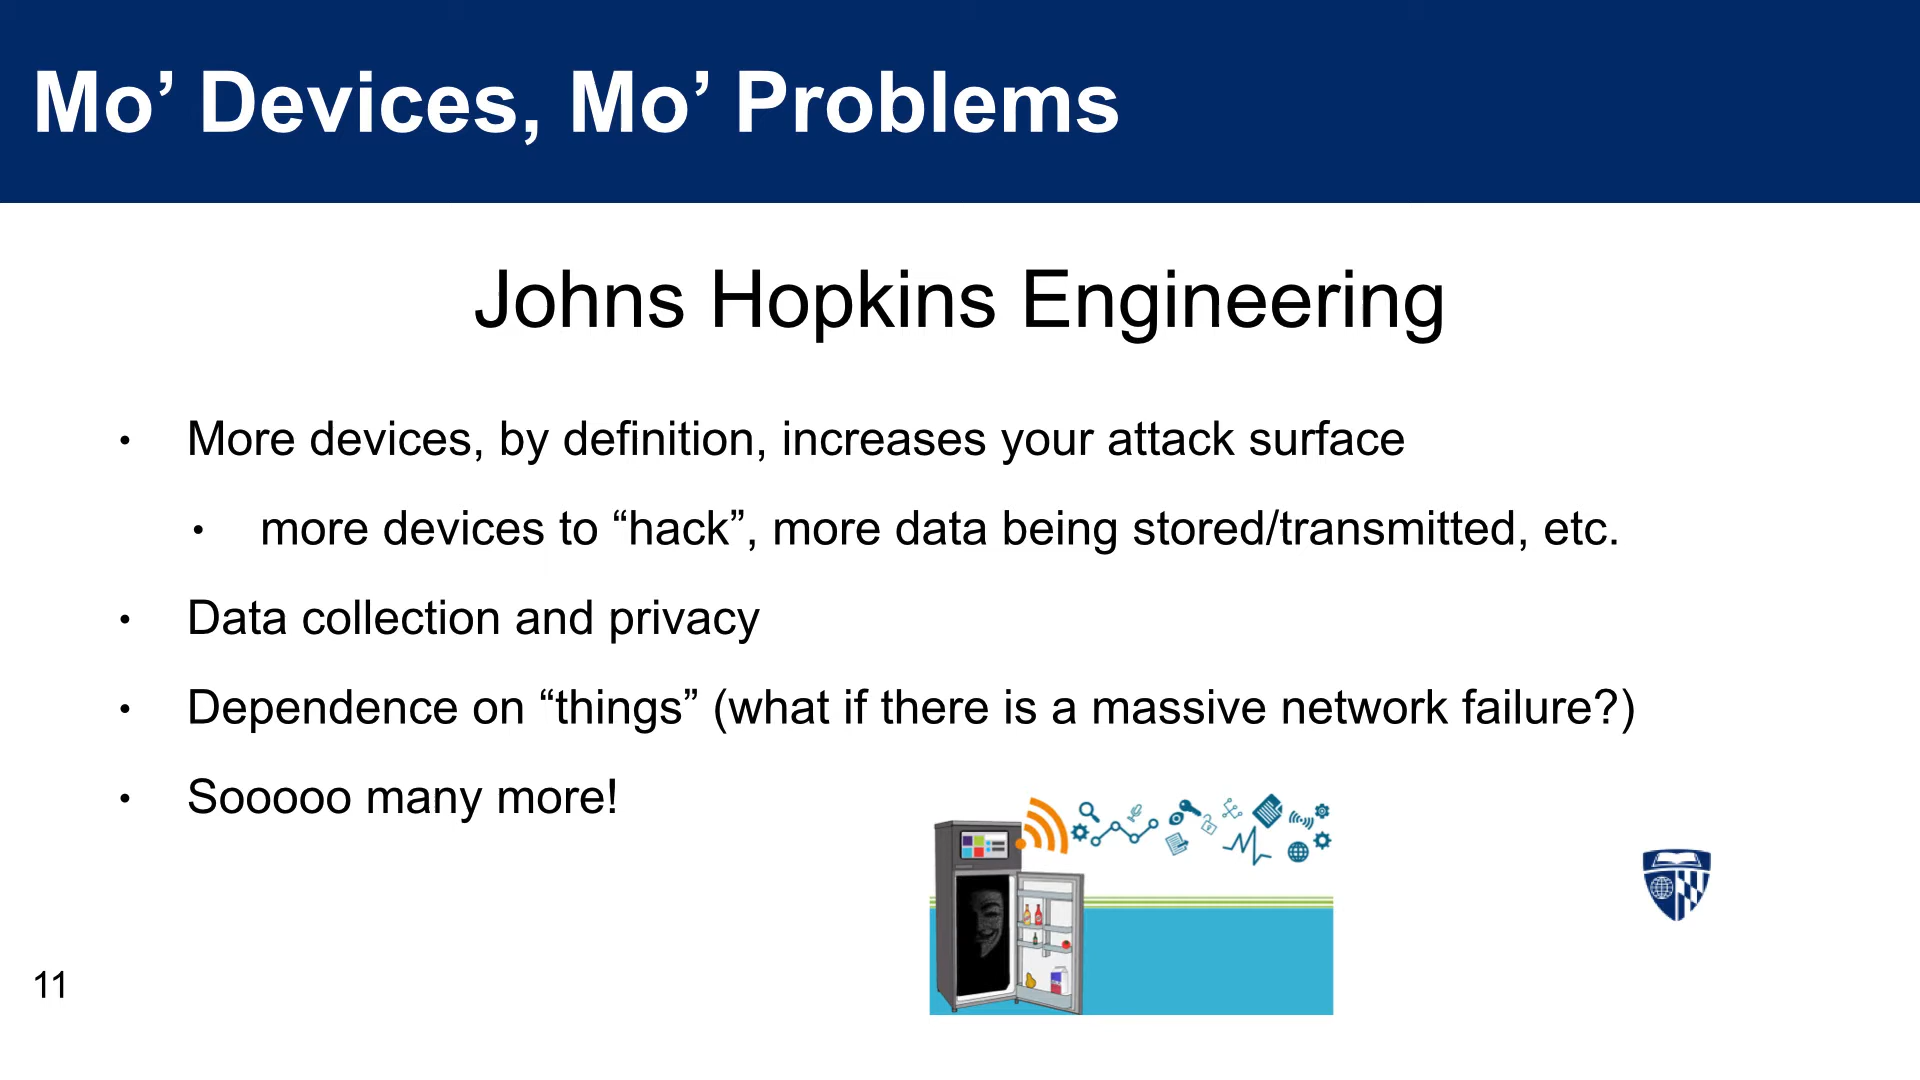 Mo’ Devices, Mo’ Problems
Johns Hopkins Engineering
• More devices, by definition, increases your attack surface
• more devices to “hack”, more data being stored/transmitted, etc.
• Data collection and privacy
• Dependence on “things” (what if there is a massive network failure?)
• Sooooo many more!
11